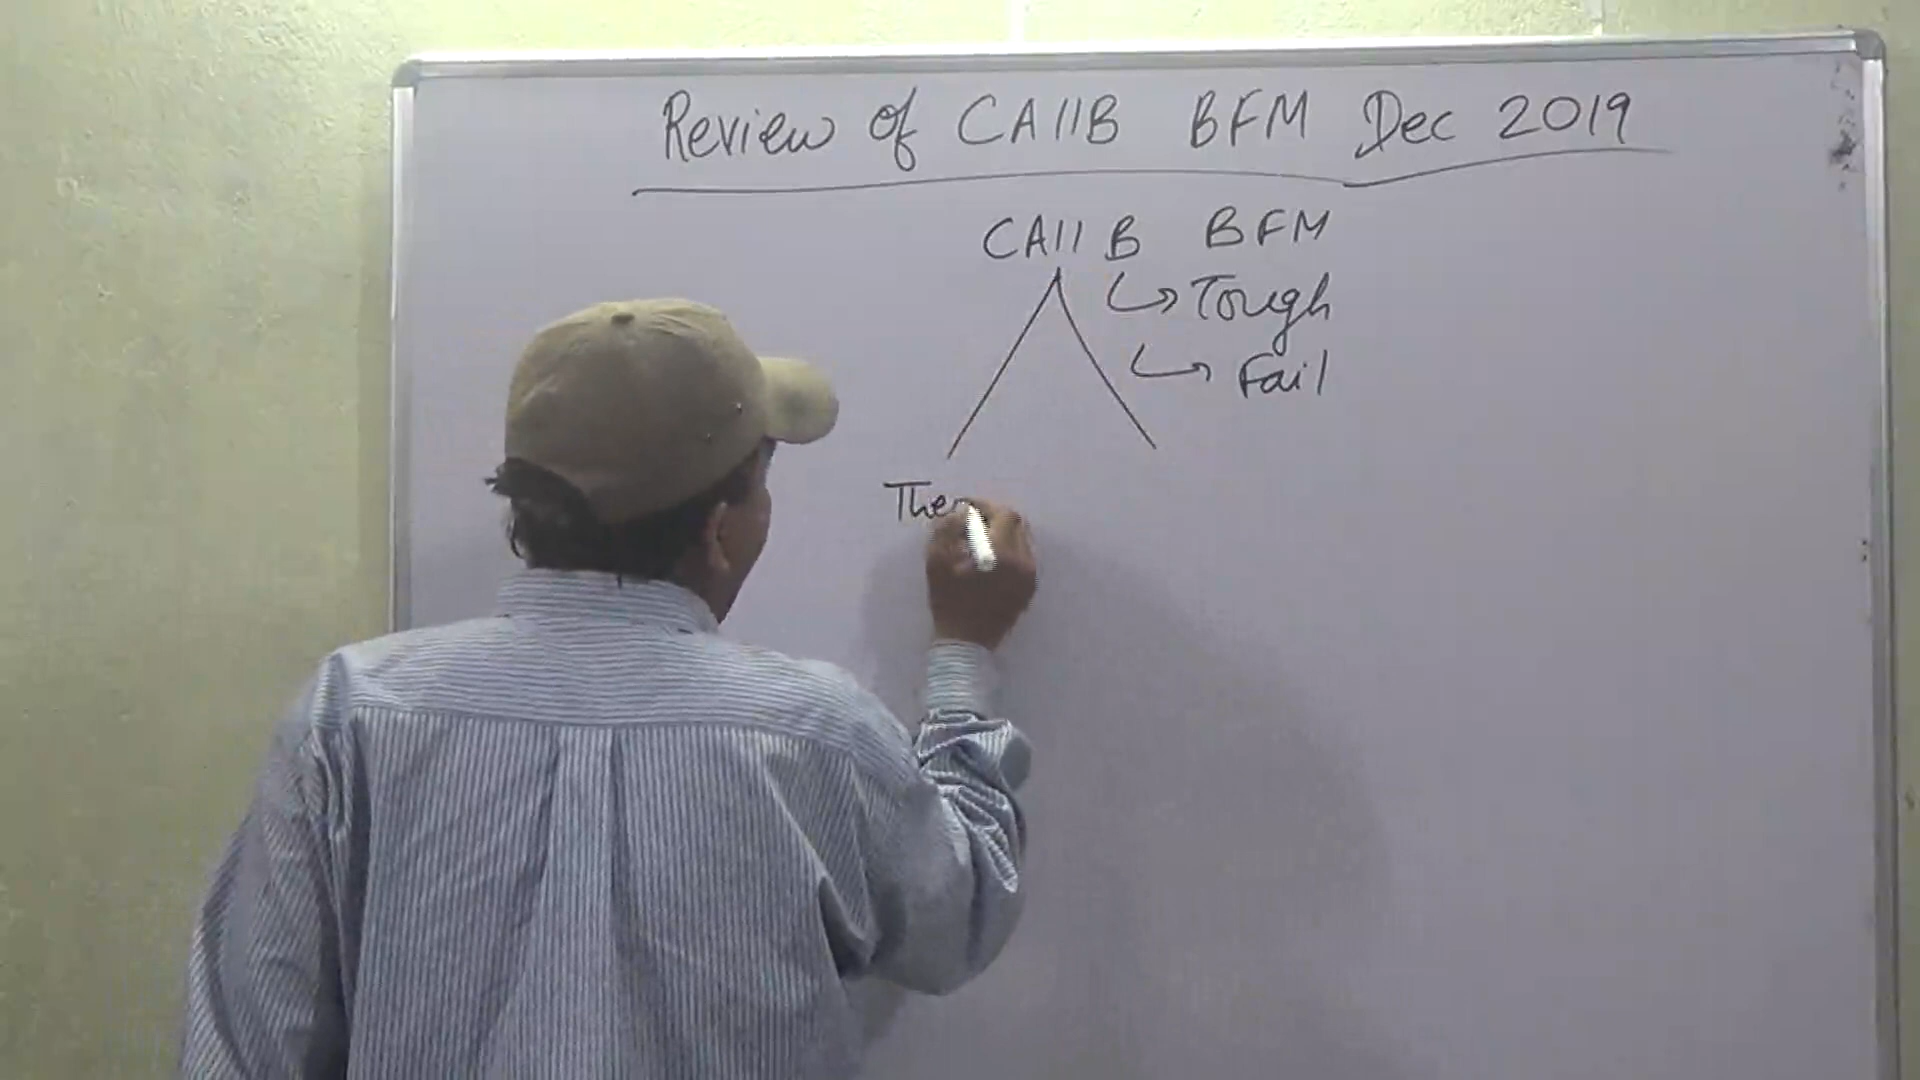 Review of CAIIB BFM Dec 2019
CAIIB BFM
Tough
Fail
The